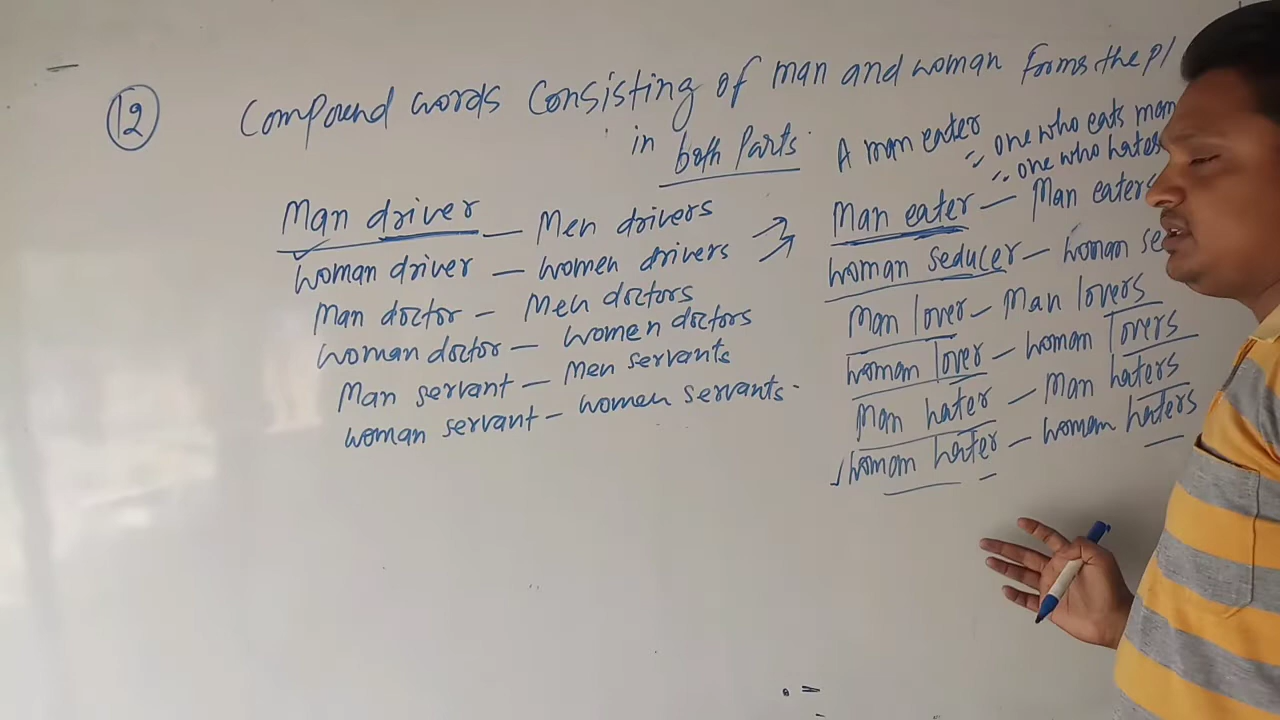 12 Compound words consisting of man and woman forms the pl
in both Parts.
Man driver — Men drivers
woman driver — women drivers
Man doctor — Men doctors
woman doctor — women doctors
Man servant — Men servants
woman servant — women servants.
A man eater = one who eats man
= one who hates
Man eater — Man eaters
woman seducer — woman se
Man lover — Man lovers
woman lover — woman lovers
Man hater — Man haters
woman hater — woman haters